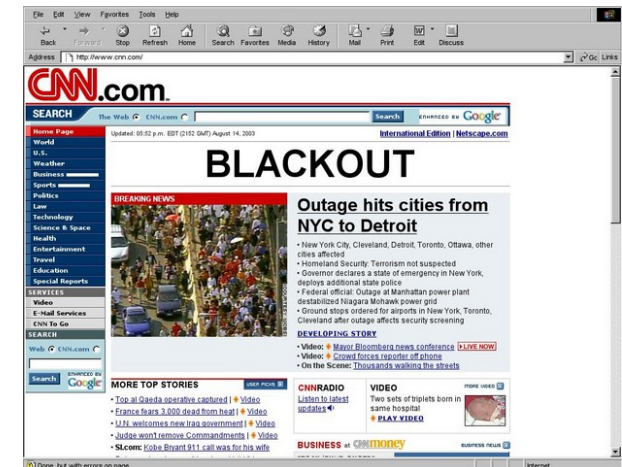 File Edit View Favorites Tools Help
Back Forward Stop Refresh Home Search Favorites Media History Mail Print Edit Discuss
Address http://www.cnn.com/ Go Links
CNN.com
SEARCH The Web CNN.com Search ENHANCED BY Google
Home Page
World
U.S.
Weather
Business
Sports
Politics
Law
Technology
Science & Space
Health
Entertainment
Travel
Education
Special Reports
SERVICES
Video
E-Mail Services
CNN To Go
SEARCH
Web CNN.com
ENHANCED BY
Search Google
Updated: 05:52 p.m. EDT (2152 GMT) August 14, 2003
International Edition | Netscape.com
BLACKOUT
BREAKING NEWS
Outage hits cities from
NYC to Detroit
• New York City, Cleveland, Detroit, Toronto, Ottawa, other
cities affected
• Homeland Security: Terrorism not suspected
• Governor declares a state of emergency in New York,
deploys additional state police
• Federal official: Outage at Manhattan power plant
destabilized Niagara Mohawk power grid
• Ground stops ordered for airports in New York, Toronto,
Cleveland after outage affects security screening
DEVELOPING STORY
• Video: Mayor Bloomberg news conference LIVE NOW
• Video: Crowd forces reporter off phone
• On the Scene: Thousands walking the streets
MORE TOP STORIES USER PICKS
• Top al Qaeda operative captured | Video
• France fears 3,000 dead from heat | Video
• U.N. welcomes new Iraq government | Video
• Judge won't remove Commandments | Video
• SI.com: Kobe Bryant 911 call was for his wife
CNNRADIO
Listen to latest
updates
VIDEO MORE VIDEO
Two sets of triplets born in
same hospital
PLAY VIDEO
BUSINESS at CNNmoney BUSINESS NEWS
Done, but with errors on page. Internet